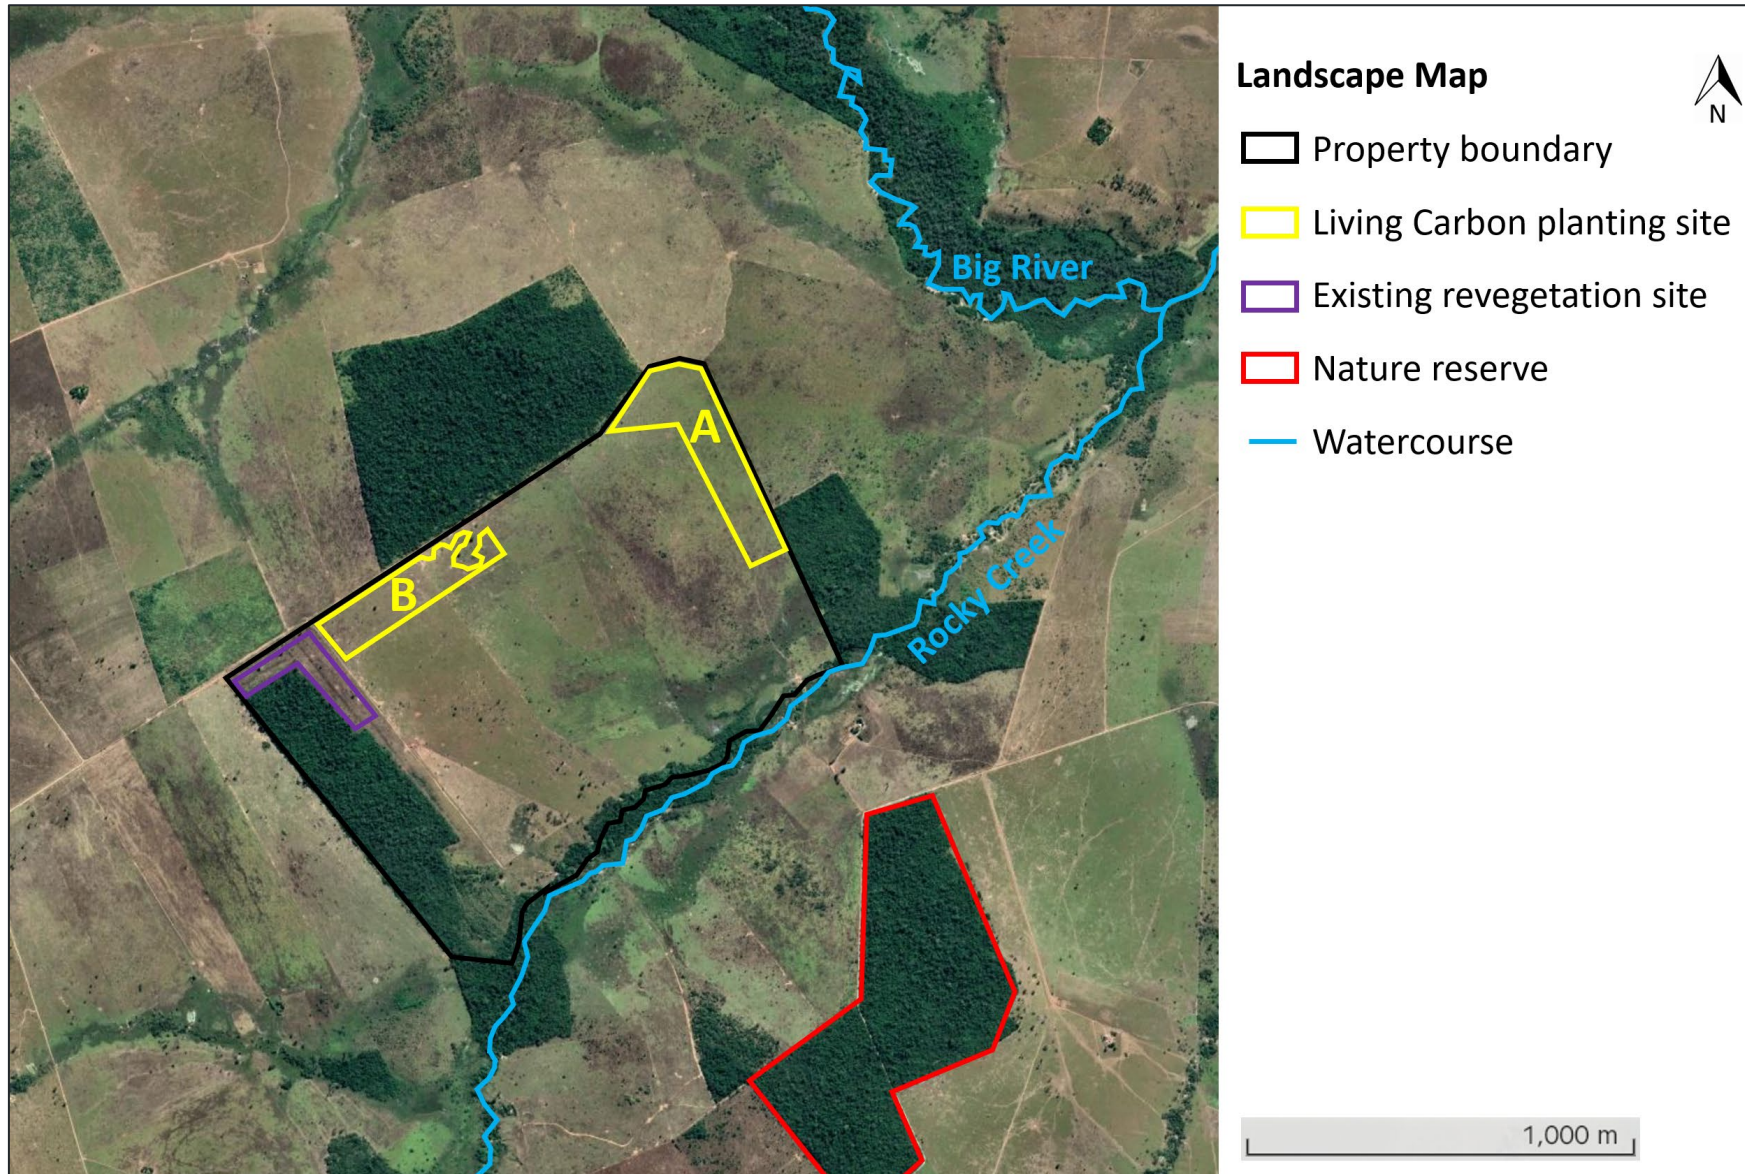 Landscape Map
N
Property boundary
Living Carbon planting site
Existing revegetation site
Nature reserve
Watercourse
Big River
A
B
Rocky Creek
1,000 m